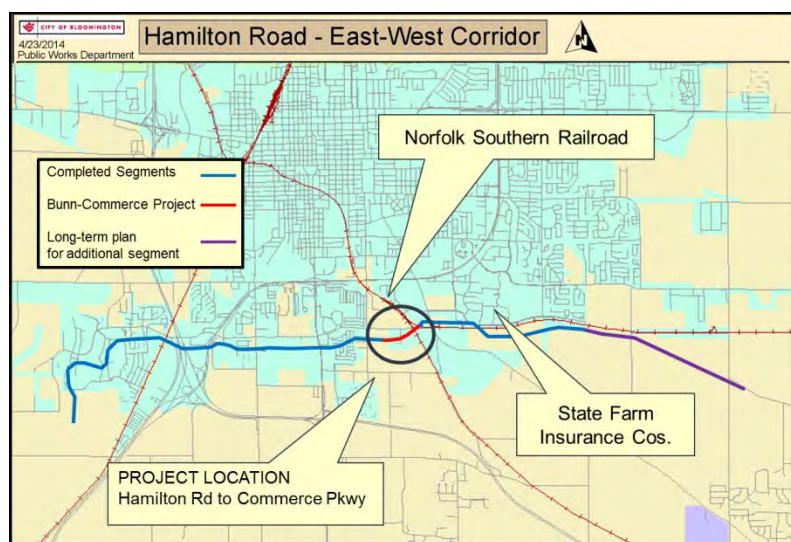 CITY OF BLOOMINGTON
4/23/2014
Public Works Department
Hamilton Road - East-West Corridor
N
Norfolk Southern Railroad
Completed Segments
Bunn-Commerce Project
Long-term plan
for additional segment
State Farm
Insurance Cos.
PROJECT LOCATION
Hamilton Rd to Commerce Pkwy